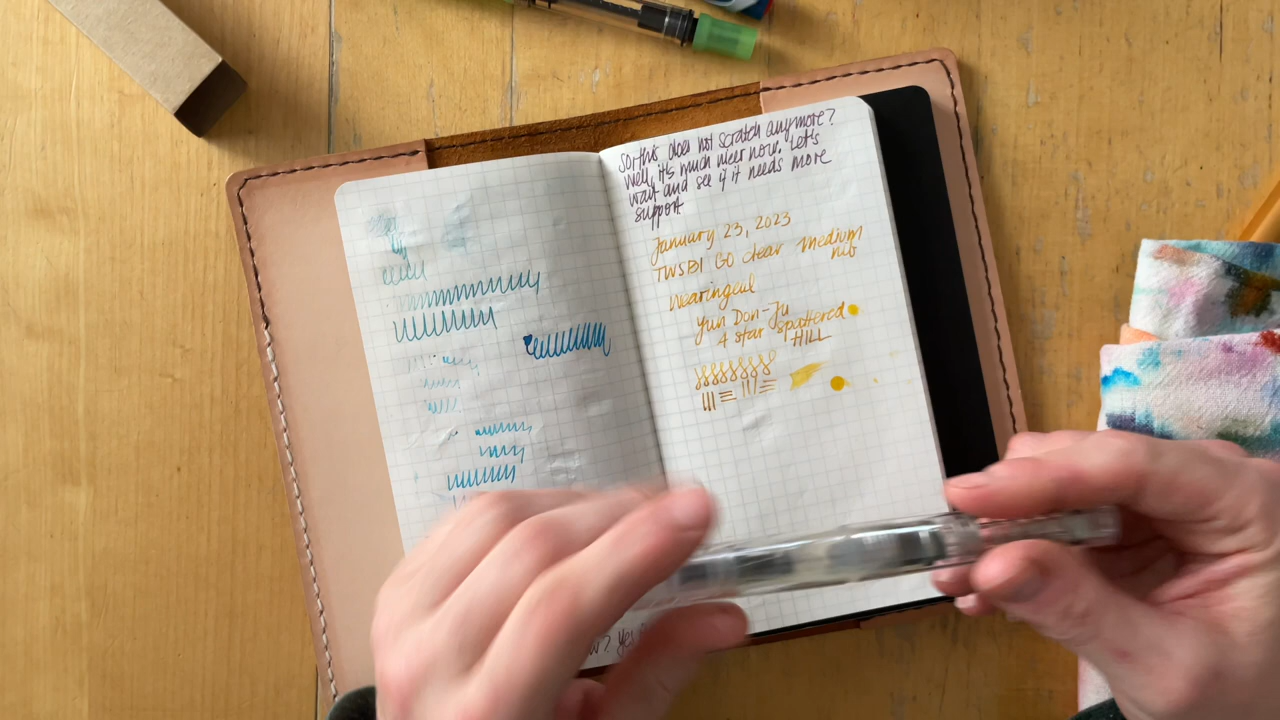 So this does not scratch anymore?
Well, it's much nicer now. Let's
wait and see if it needs more
support
January 23, 2023
TWSBI GO clear medium
nib
Wearingeul
Yun Don-Ju
4 star spattered
HILL